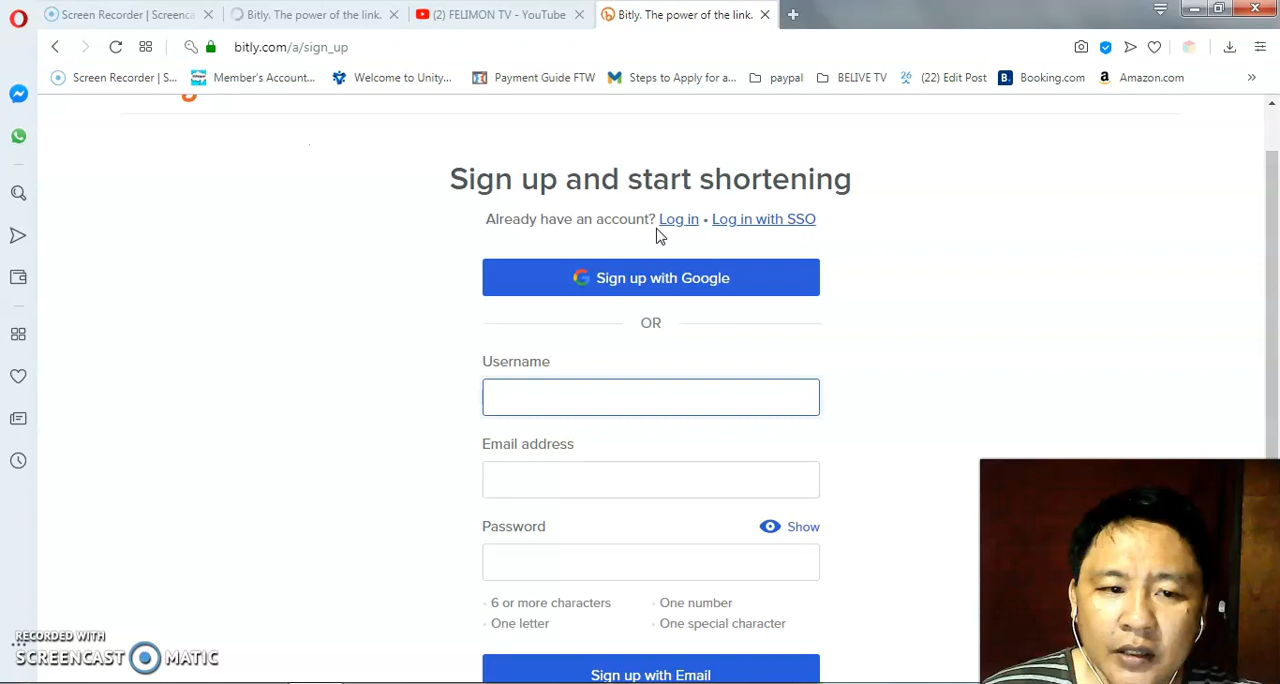 Screen Recorder | Screenca
Bitly. The power of the link.
(2) FELIMON TV - YouTube
Bitly. The power of the link.
bitly.com/a/sign_up
Screen Recorder | S...
Member's Account...
Welcome to Unity...
Payment Guide FTW
Steps to Apply for a...
paypal
BELIVE TV
(22) Edit Post
Booking.com
Amazon.com
Sign up and start shortening
Already have an account? Log in • Log in with SSO
Sign up with Google
OR
Username
Email address
Password
Show
6 or more characters
One number
One letter
One special character
Sign up with Email
RECORDED WITH
SCREENCAST MATIC